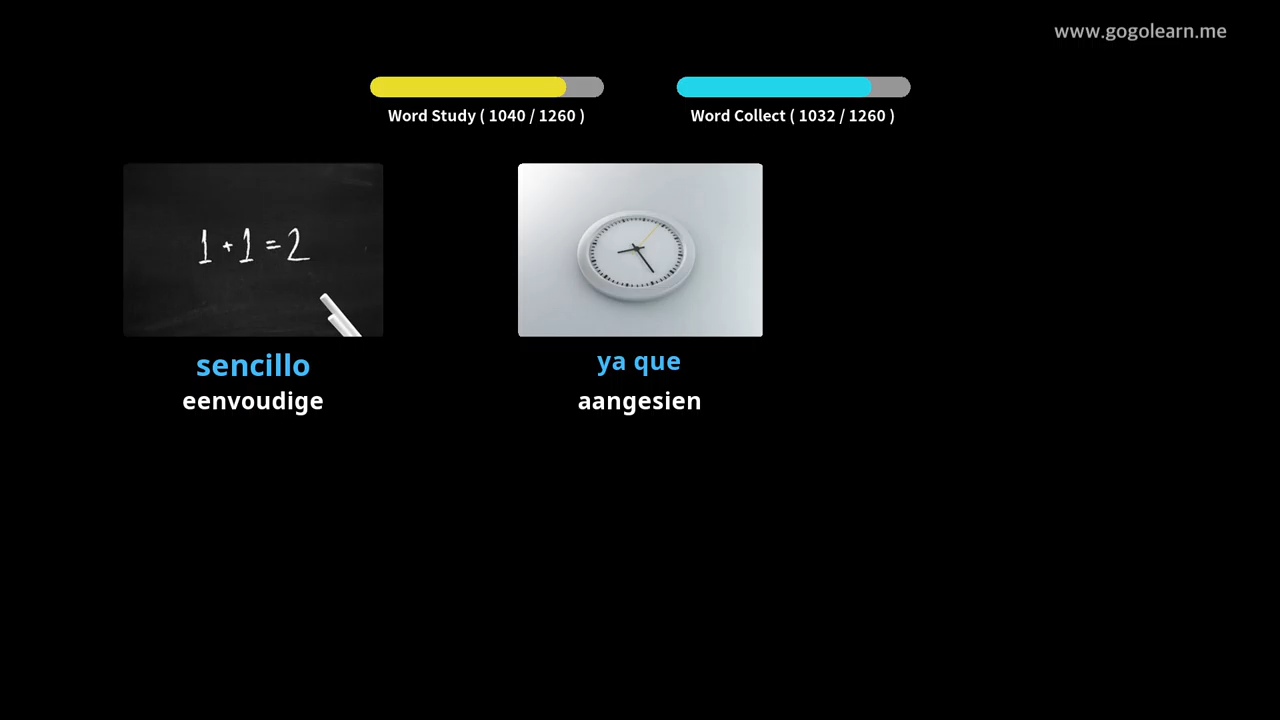 www.gogolearn.me
Word Study ( 1040 / 1260 )
Word Collect ( 1032 / 1260 )
1 + 1 = 2
sencillo
eenvoudige
ya que
aangesien